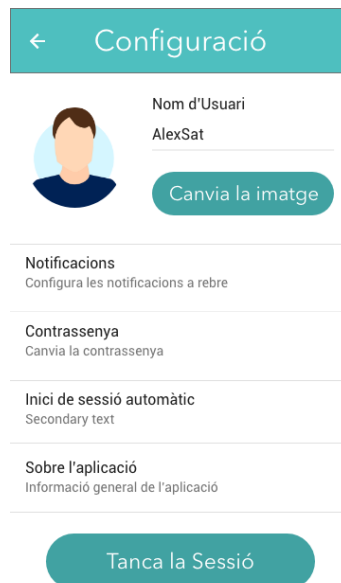 Configuració
Nom d'Usuari
AlexSat
Canvia la imatge
Notificacions
Configura les notificacions a rebre
Contrassenya
Canvia la contrassenya
Inici de sessió automàtic
Secondary text
Sobre l'aplicació
Informació general de l'aplicació
Tanca la Sessió